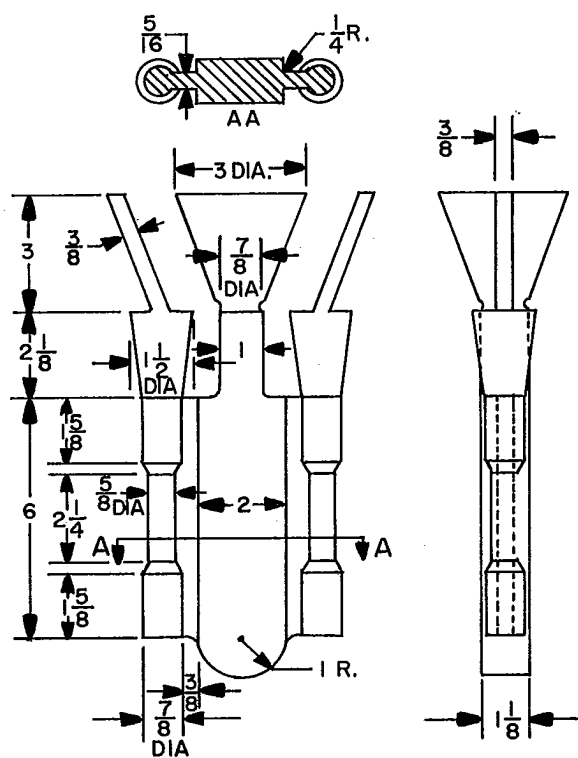 5/16
1/4 R.
AA
3 DIA.
3/8
3
3/8
7/8 DIA
2 1/8
1 1/2 DIA
1
1 5/8
6
2 1/4
5/8 DIA
2
A
A
1 5/8
1 R.
3/8
7/8 DIA
1 1/8